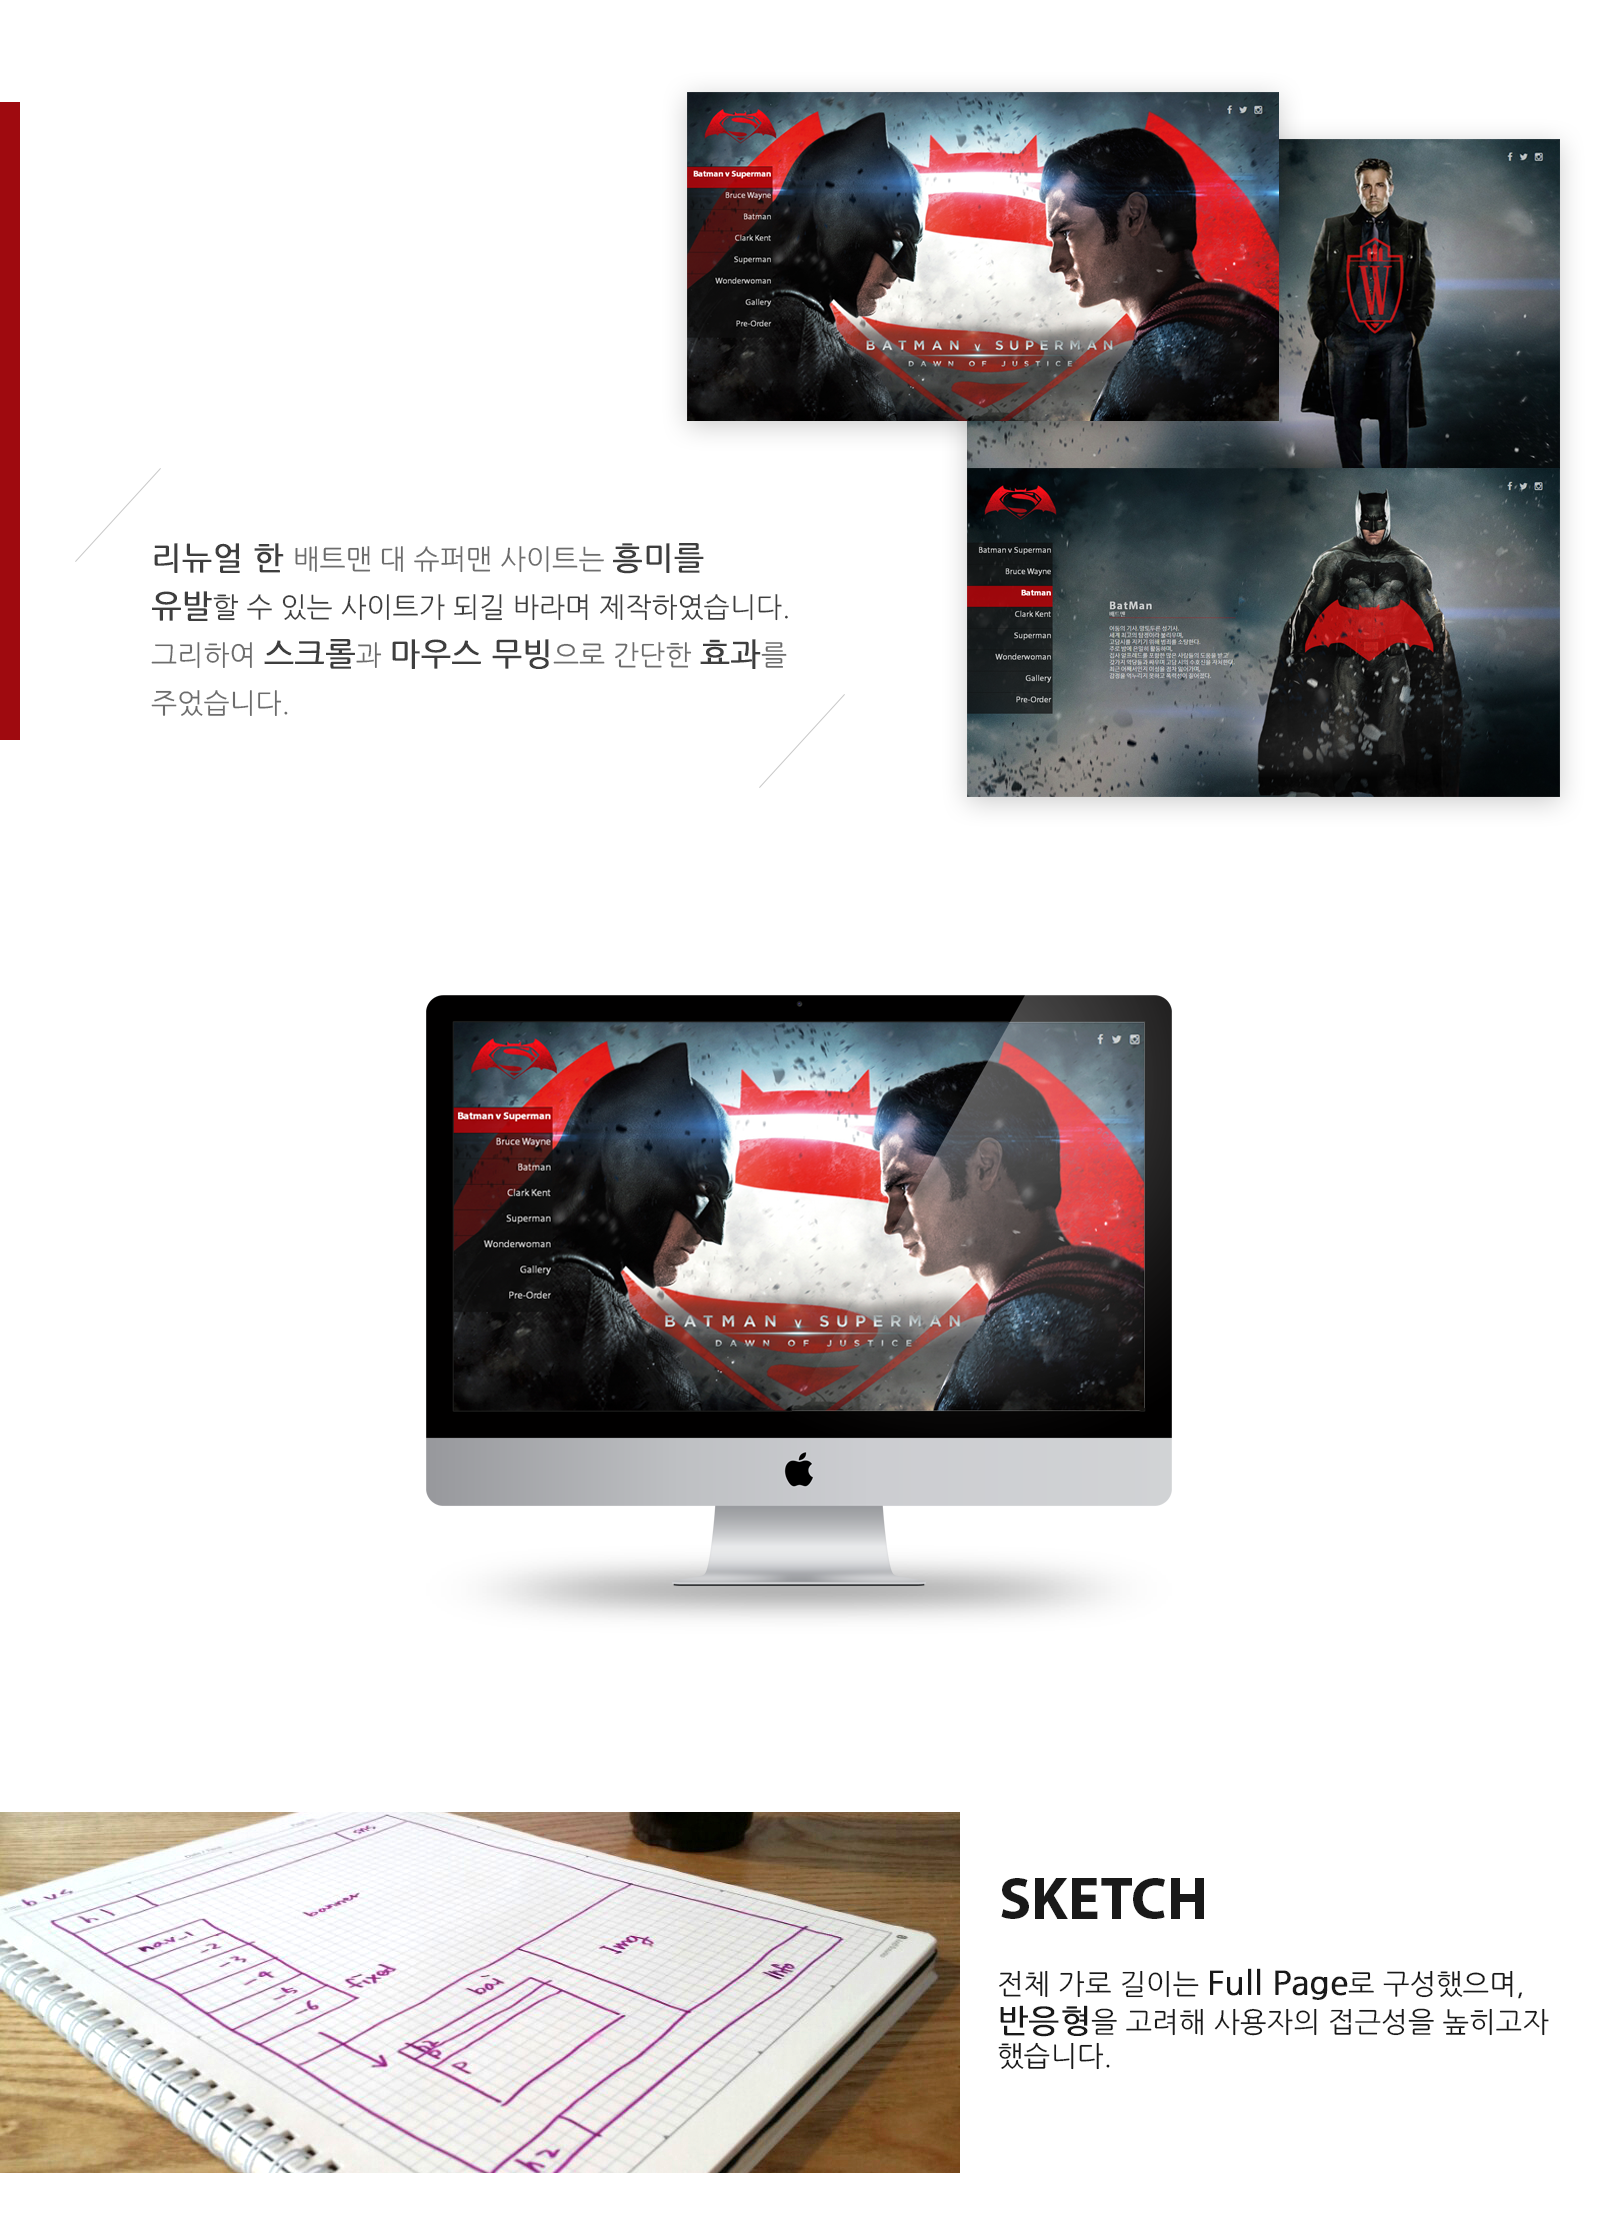 Batman v Superman
Bruce Wayne
Batman
Clark Kent
Superman
Wonderwoman
Gallery
Pre-Order
BATMAN v SUPERMAN
DAWN OF JUSTICE
W
Batman v Superman
Bruce Wayne
Batman
Clark Kent
Superman
Wonderwoman
Gallery
Pre-Order
BatMan
리뉴얼 한 배트맨 대 슈퍼맨 사이트는 흥미를
유발할 수 있는 사이트가 되길 바라며 제작하였습니다.
그리하여 스크롤과 마우스 무빙으로 간단한 효과를
주었습니다.
Batman v Superman
Bruce Wayne
Batman
Clark Kent
Superman
Wonderwoman
Gallery
Pre-Order
BATMAN v SUPERMAN
DAWN OF JUSTICE
b vs
sns
h1
banner
nav_1
-2
-3
-4
-5
-6
fixed
Img
Info
h2
p
h2
SKETCH
전체 가로 길이는 Full Page로 구성했으며,
반응형을 고려해 사용자의 접근성을 높히고자
했습니다.